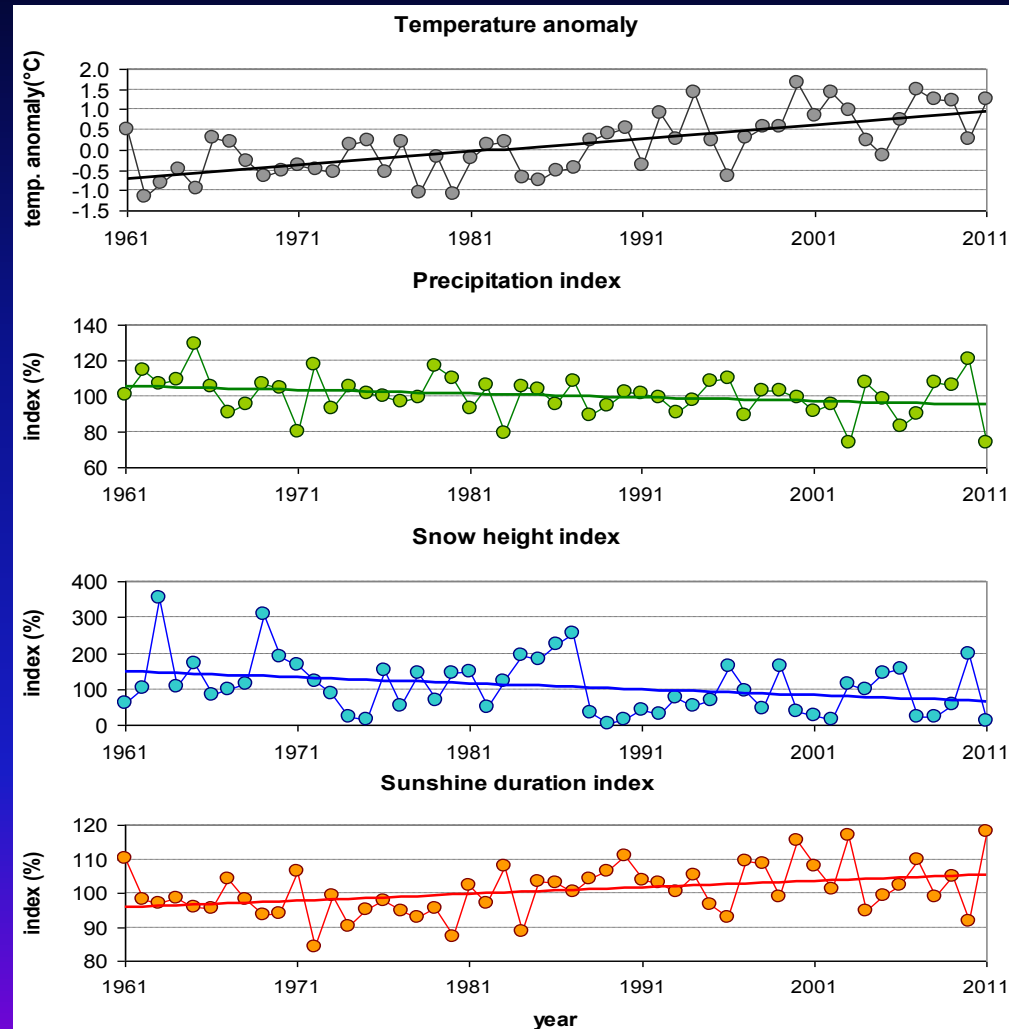 Temperature anomaly
temp. anomaly(°C)
2.0
1.5
1.0
0.5
0.0
-0.5
-1.0
-1.5
1961 1971 1981 1991 2001 2011
Precipitation index
index (%)
140
120
100
80
60
1961 1971 1981 1991 2001 2011
Snow height index
index (%)
400
300
200
100
0
1961 1971 1981 1991 2001 2011
Sunshine duration index
index (%)
120
110
100
90
80
1961 1971 1981 1991 2001 2011
year